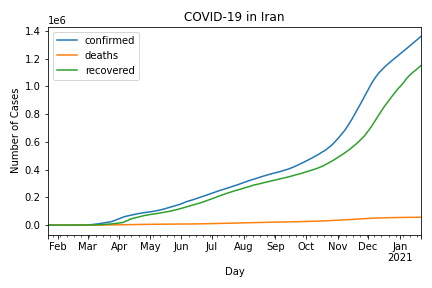 COVID-19 in Iran
1e6
confirmed
deaths
recovered
Number of Cases
1.4
1.2
1.0
0.8
0.6
0.4
0.2
0.0
Feb Mar Apr May Jun Jul Aug Sep Oct Nov Dec Jan
2021
Day